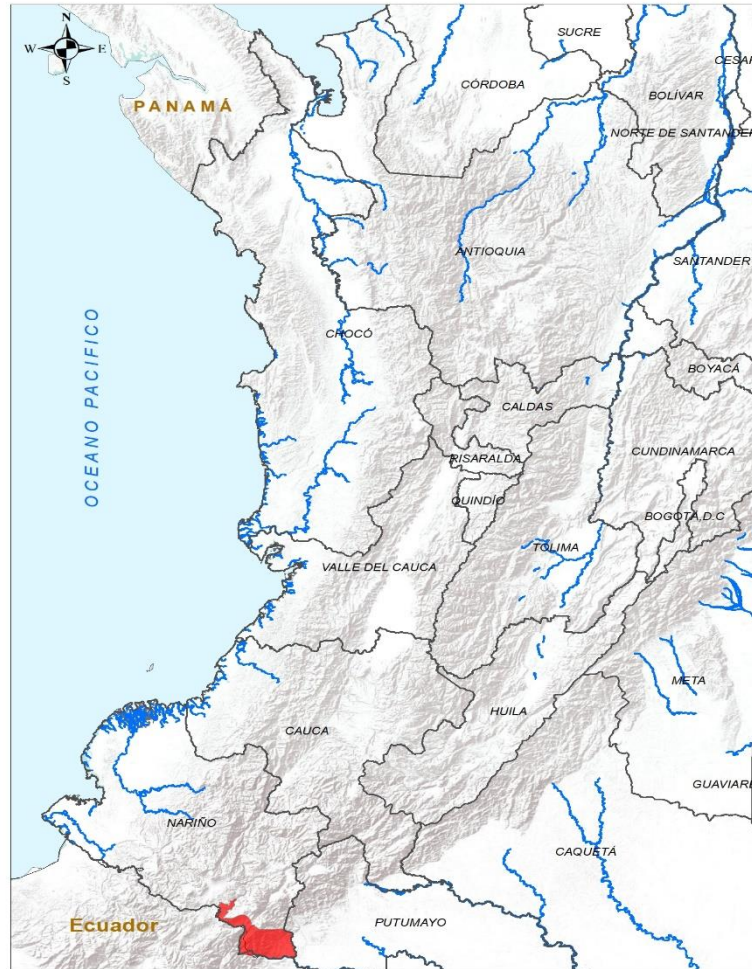 N
W E
S
SUCRE
CESAR
CÓRDOBA
BOLÍVAR
PANAMÁ
NORTE DE SANTANDER
ANTIOQUIA
SANTANDER
OCEANO PACIFICO
CHOCÓ
BOYACÁ
CALDAS
CUNDINAMARCA
RISARALDA
QUINDÍO
BOGOTÁ,D.C
TOLIMA
VALLE DEL CAUCA
META
HUILA
CAUCA
GUAVIARE
NARIÑO
CAQUETÁ
Ecuador
PUTUMAYO